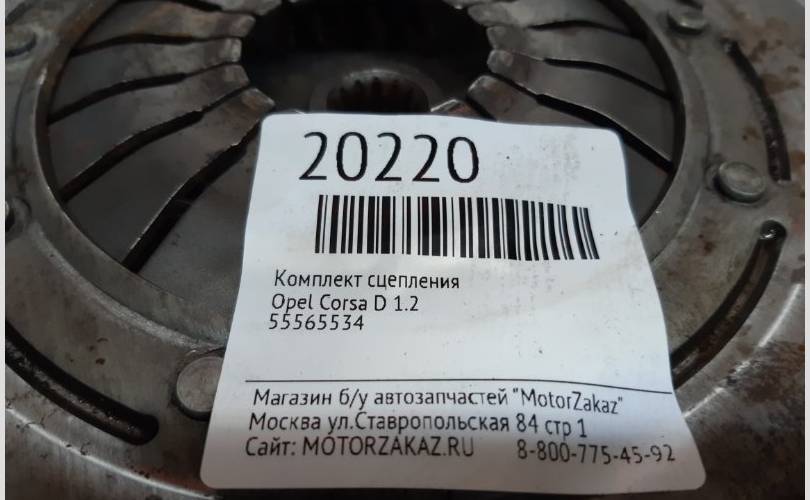 20220
Комплект сцепления
Opel Corsa D 1.2
55565534
Магазин б/у автозапчастей "MotorZakaz"
Москва ул.Ставропольская 84 стр 1
Сайт: MOTORZAKAZ.RU 8-800-775-45-92